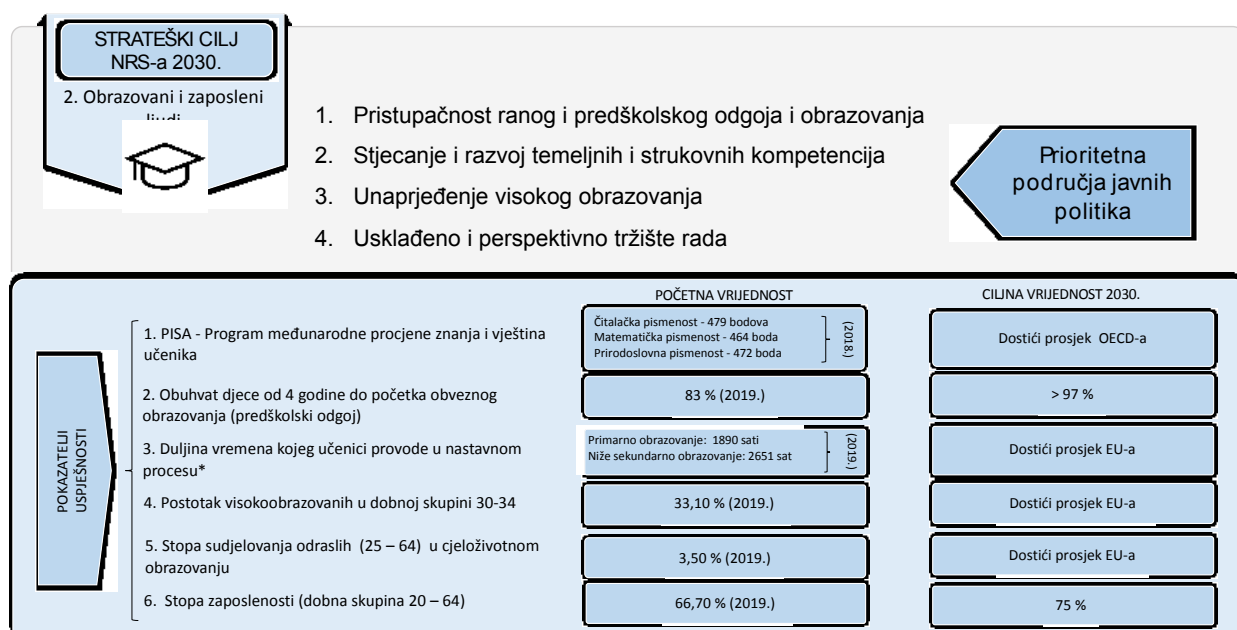 STRATEŠKI CILJ
NRS-a 2030.
2. Obrazovani i zaposleni
ljudi
1. Pristupačnost ranog i predškolskog odgoja i obrazovanja
2. Stjecanje i razvoj temeljnih i strukovnih kompetencija
3. Unaprjeđenje visokog obrazovanja
4. Usklađeno i perspektivno tržište rada
Prioritetna
područja javnih
politika
POČETNA VRIJEDNOST
CILJNA VRIJEDNOST 2030.
POKAZATELJI
USPJEŠNOSTI
1. PISA - Program međunarodne procjene znanja i vještina
učenika
Čitalačka pismenost - 479 bodova
Matematička pismenost - 464 boda
Prirodoslovna pismenost - 472 boda
(2018.)
Dostići prosjek OECD-a
2. Obuhvat djece od 4 godine do početka obveznog
obrazovanja (predškolski odgoj)
83 % (2019.)
> 97 %
3. Duljina vremena kojeg učenici provode u nastavnom
procesu*
Primarno obrazovanje: 1890 sati
Niže sekundarno obrazovanje: 2651 sat
(2019.)
Dostići prosjek EU-a
4. Postotak visokoobrazovanih u dobnoj skupini 30-34
33,10 % (2019.)
Dostići prosjek EU-a
5. Stopa sudjelovanja odraslih (25 – 64) u cjeloživotnom
obrazovanju
3,50 % (2019.)
Dostići prosjek EU-a
6. Stopa zaposlenosti (dobna skupina 20 – 64)
66,70 % (2019.)
75 %